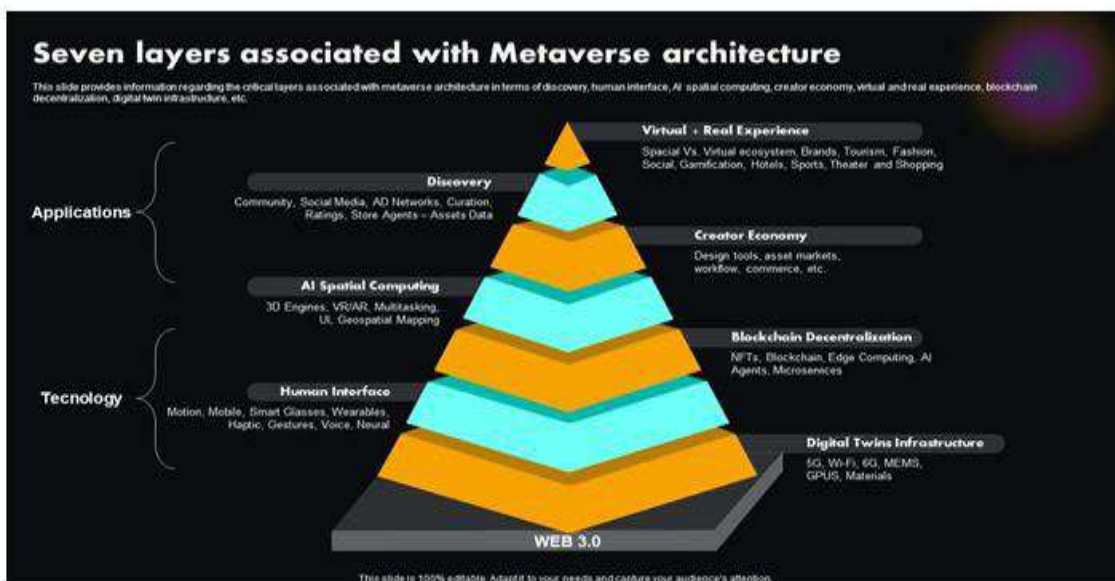 Seven layers associated with Metaverse architecture
This slide provides information regarding the critical layers associated with metaverse architecture in terms of discovery, human interface, AI spatial computing, creator economy, virtual and real experience, blockchain
decentralization, digital twin infrastructure, etc.
Virtual + Real Experience
Spacial Vs. Virtual ecosystem, Brands, Tourism, Fashion,
Social, Gamification, Hotels, Sports, Theater and Shopping
Discovery
Community, Social Media, AD Networks, Curation,
Ratings, Store Agents – Assets Data
Applications
Creator Economy
Design tools, asset markets,
workflow, commerce, etc.
AI Spatial Computing
3D Engines, VR/AR, Multitasking,
UI, Geospatial Mapping
Blockchain Decentralization
NFTs, Blockchain, Edge Computing, AI
Agents, Microservices
Tecnology
Human Interface
Motion, Mobile, Smart Glasses, Wearables,
Haptic, Gestures, Voice, Neural
Digital Twins Infrastructure
5G, Wi-Fi, 6G, MEMS,
GPUS, Materials
WEB 3.0
This slide is 100% editable. Adapt it to your needs and capture your audience's attention.